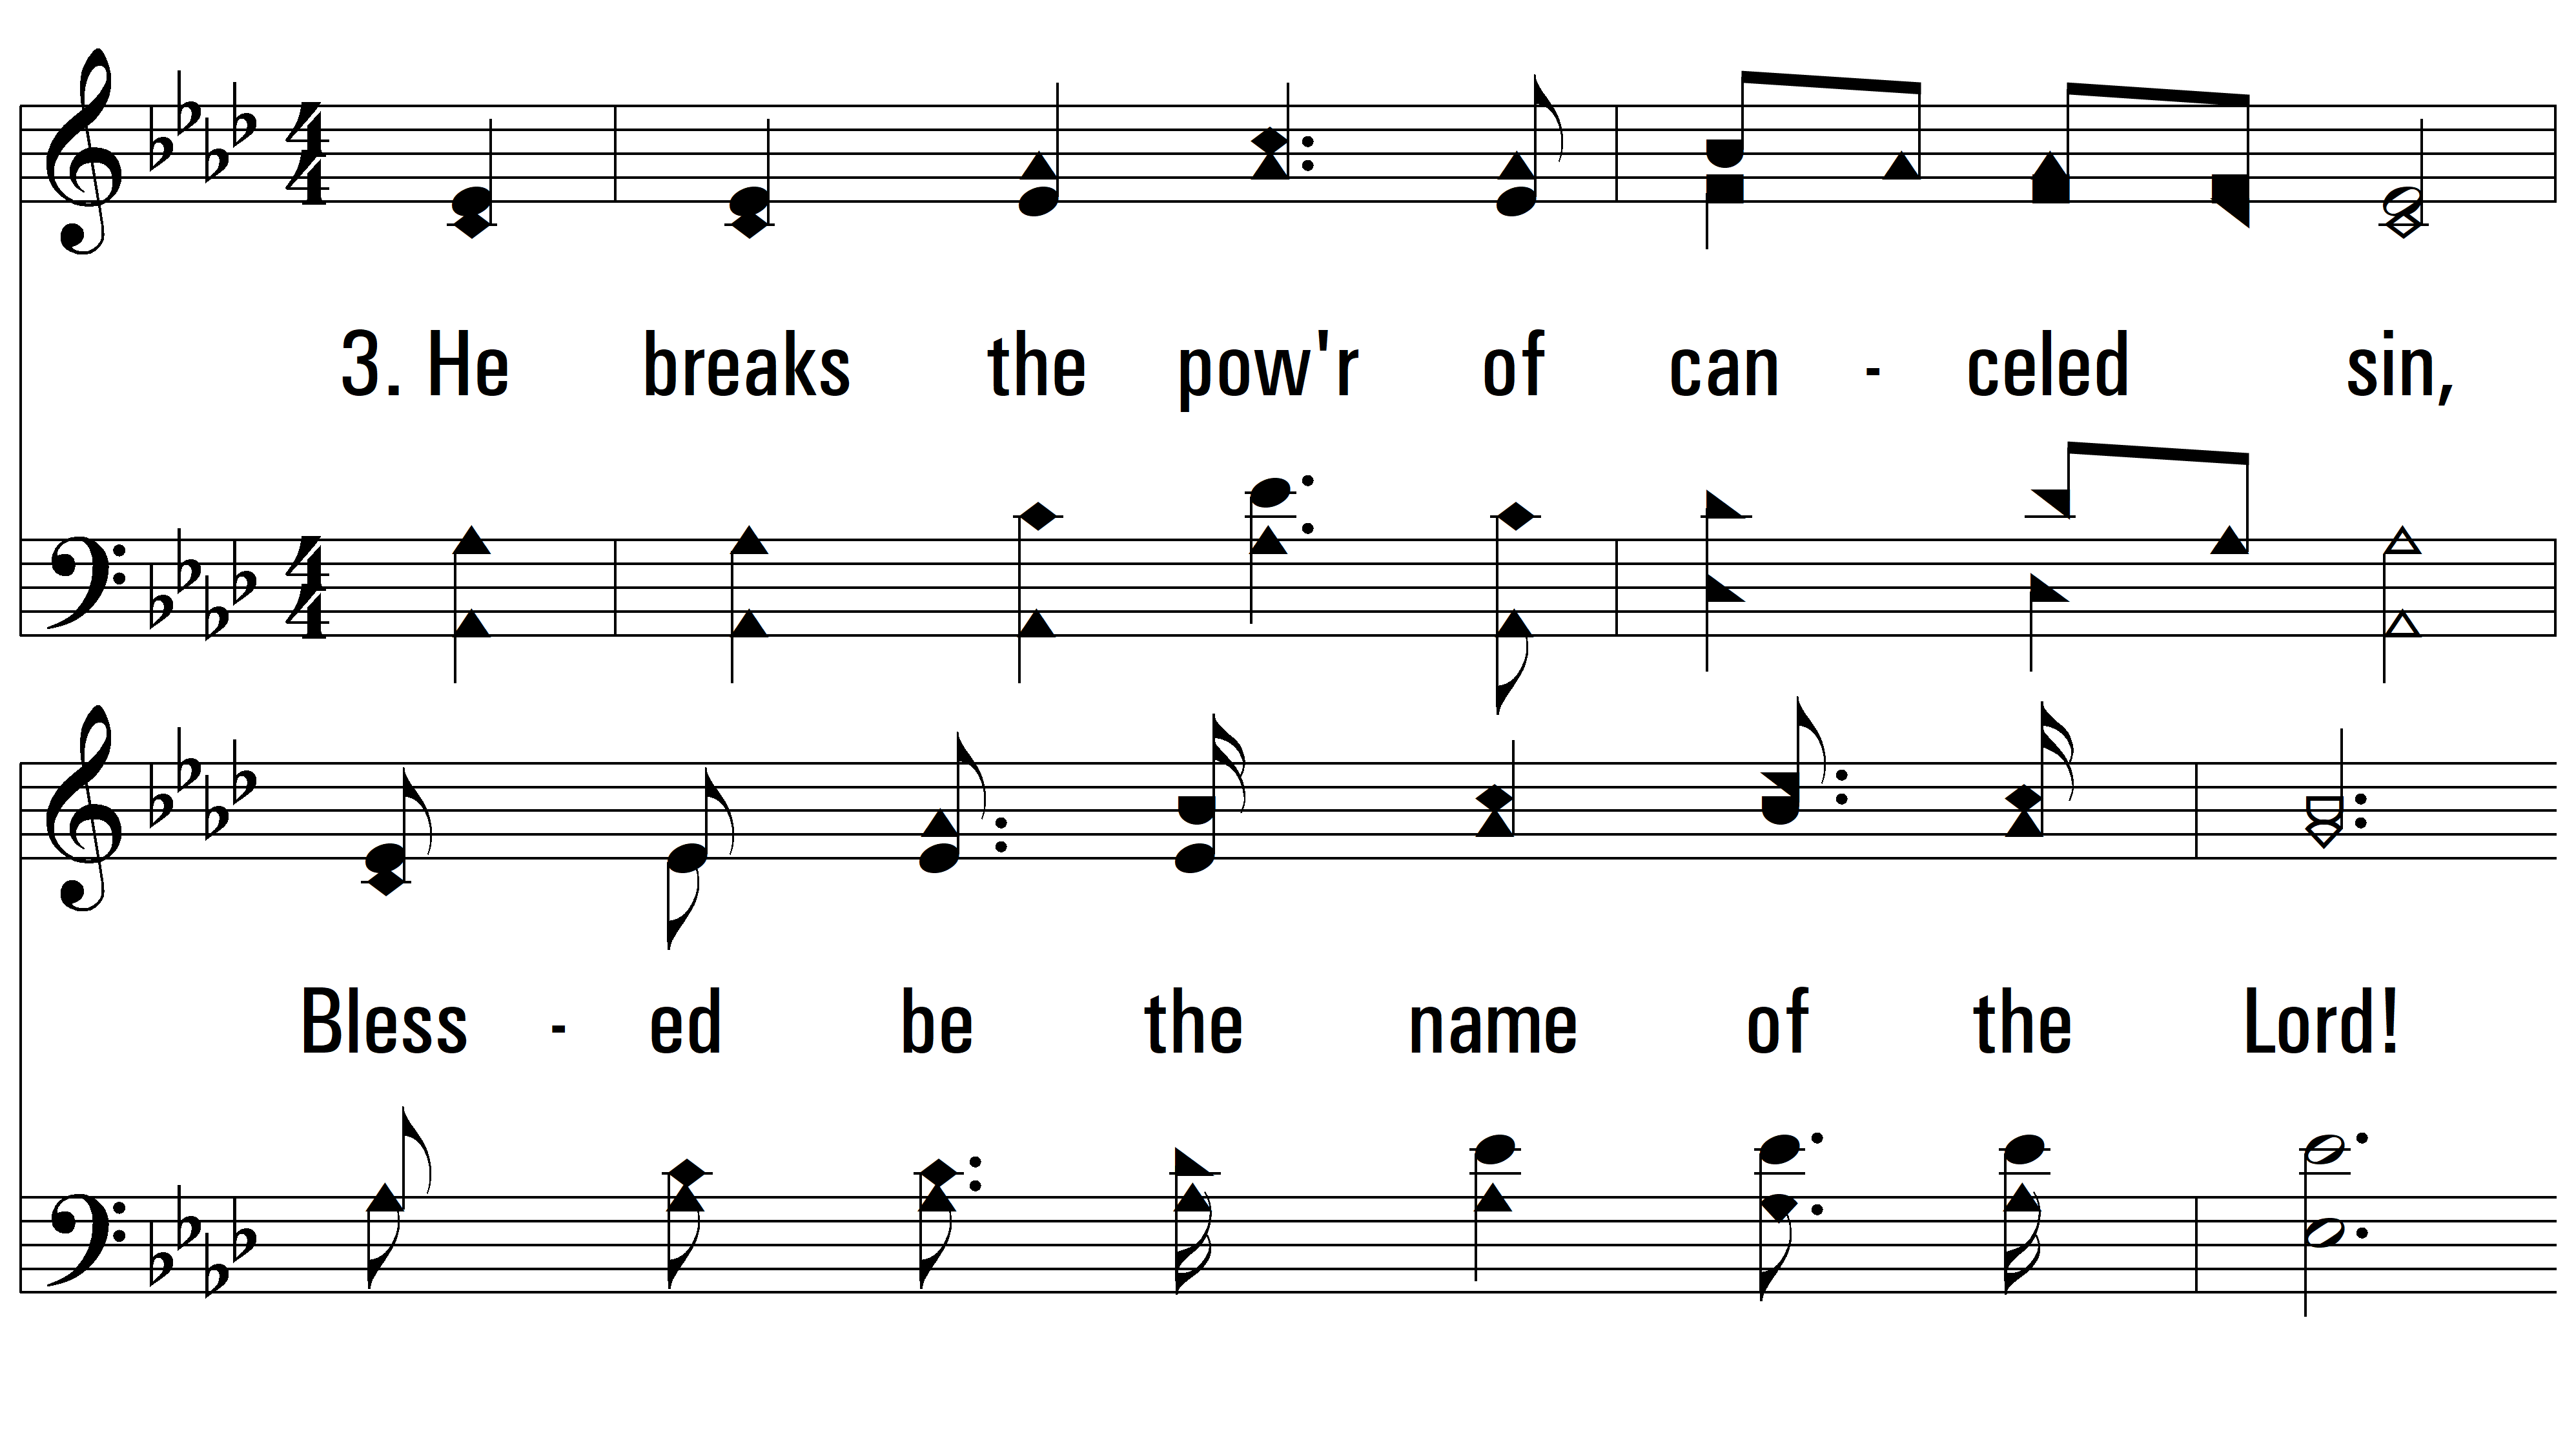 3. He breaks the pow'r of can - celed sin,
Bless - ed be the name of the Lord!